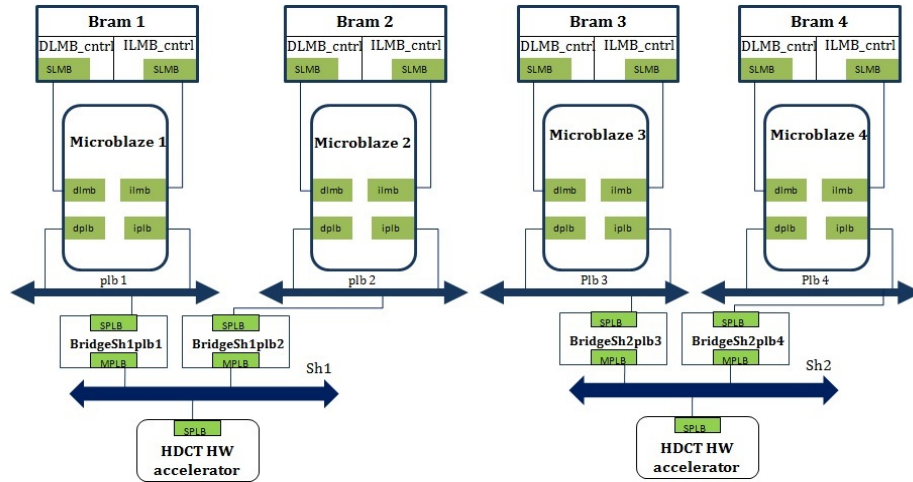 Bram 1
Bram 2
Bram 3
Bram 4
DLMB_cntrl ILMB_cntrl
DLMB_cntrl ILMB_cntrl
DLMB_cntrl ILMB_cntrl
DLMB_cntrl ILMB_cntrl
SLMB SLMB
SLMB SLMB
SLMB SLMB
SLMB SLMB
Microblaze 1
Microblaze 2
Microblaze 3
Microblaze 4
dlmb ilmb
dlmb ilmb
dlmb ilmb
dlmb ilmb
dplb iplb
dplb iplb
dplb iplb
dplb iplb
plb 1
plb 2
Plb 3
Plb 4
SPLB
SPLB
SPLB
SPLB
BridgeSh1plb1
BridgeSh1plb2
BridgeSh2plb3
BridgeSh2plb4
MPLB
MPLB
MPLB
MPLB
Sh1
Sh2
SPLB
HDCT HW
accelerator
SPLB
HDCT HW
accelerator